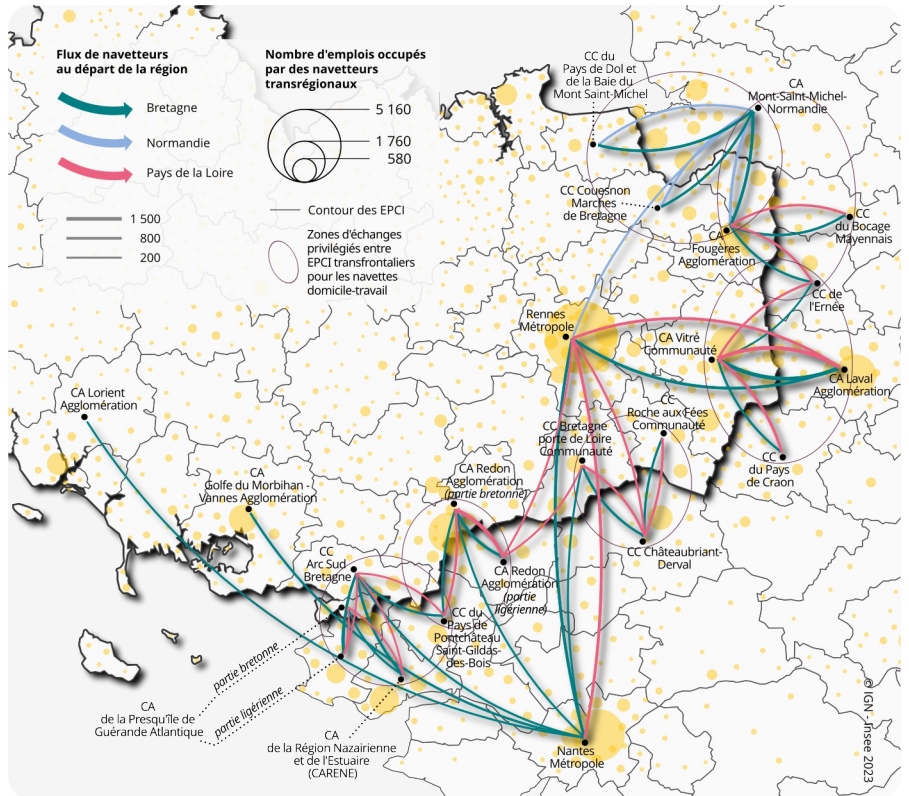 Flux de navetteurs
au départ de la région
Bretagne
Normandie
Pays de la Loire
1 500
800
200
Nombre d'emplois occupés
par des navetteurs
transrégionaux
5 160
1 760
580
Contour des EPCI
Zones d'échanges
privilégiés entre
EPCI transfrontaliers
pour les navettes
domicile-travail
CC du
Pays de Dol et
de la Baie du
Mont Saint-Michel
CA
Mont-Saint-Michel-
Normandie
CC Couesnon
Marches
de Bretagne
CA
Fougères
Agglomération
CC
du Bocage
Mayennais
CC de
l'Ernée
Rennes
Métropole
CA Vitré
Communauté
CA Laval
Agglomération
CC
Roche aux Fées
Communauté
CC Bretagne
porte de Loire
Communauté
CC
du Pays
de Craon
CA Lorient
Agglomération
CA
Golfe du Morbihan
Vannes Agglomération
CA Redon
Agglomération
(partie bretonne)
CC
Arc Sud
Bretagne
CA Redon
Agglomération
(partie
ligérienne)
CC Châteaubriant-
Derval
CC du
Pays de
Pontchâteau
Saint-Gildas-
des-Bois
partie bretonne
partie ligérienne
CA
de la Presqu'île de
Guérande Atlantique
CA
de la Région Nazairienne
et de l'Estuaire
(CARENE)
Nantes
Métropole
© IGN - Insee 2023